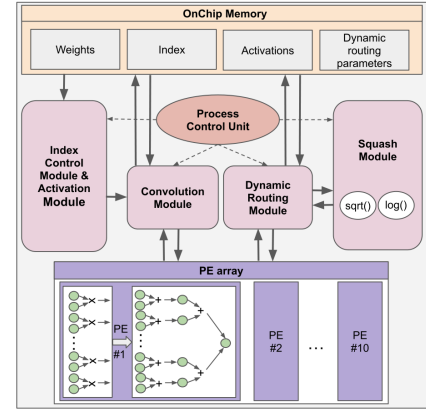 OnChip Memory
Weights
Index
Activations
Dynamic
routing
parameters
Process
Control Unit
Index
Control
Module &
Activation
Module
Convolution
Module
Dynamic
Routing
Module
Squash
Module
sqrt()
log()
PE array
PE
#1
PE
#2
...
PE
#10